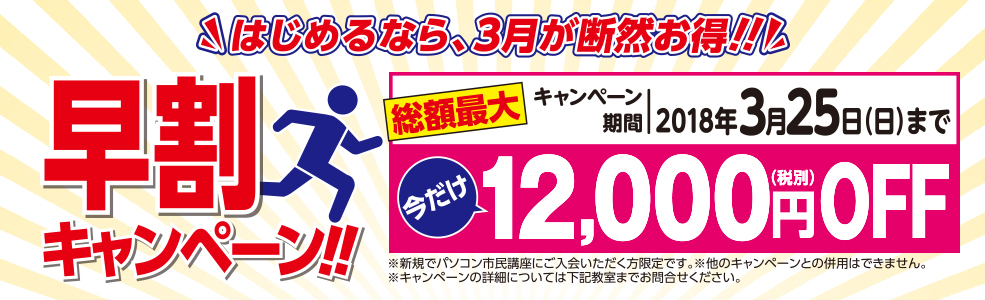 はじめるなら、3月が断然お得!!
早割
キャンペーン!!
総額最大
キャンペーン
期間
2018年3月25日(日)まで
今だけ
12,000円(税別)OFF
※新規でパソコン市民講座にご入会いただく方限定です。※他のキャンペーンとの併用はできません。
※キャンペーンの詳細については下記教室までお問合せください。